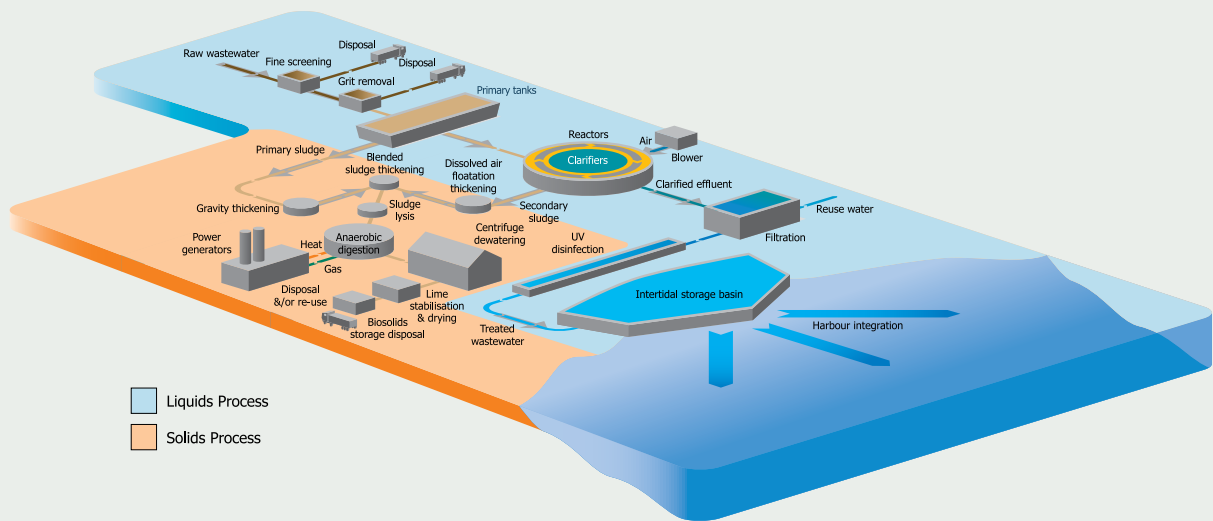 Raw wastewater
Fine screening
Disposal
Disposal
Grit removal
Primary tanks
Primary sludge
Blended
sludge thickening
Dissolved air
floatation
thickening
Reactors
Clarifiers
Air
Blower
Clarified effluent
Reuse water
Filtration
Gravity thickening
Sludge
lysis
Secondary
sludge
Centrifuge
dewatering
UV
disinfection
Power
generators
Heat
Gas
Anaerobic
digestion
Disposal
&/or re-use
Lime
stabilisation
& drying
Biosolids
storage disposal
Treated
wastewater
Intertidal storage basin
Harbour integration
Liquids Process
Solids Process